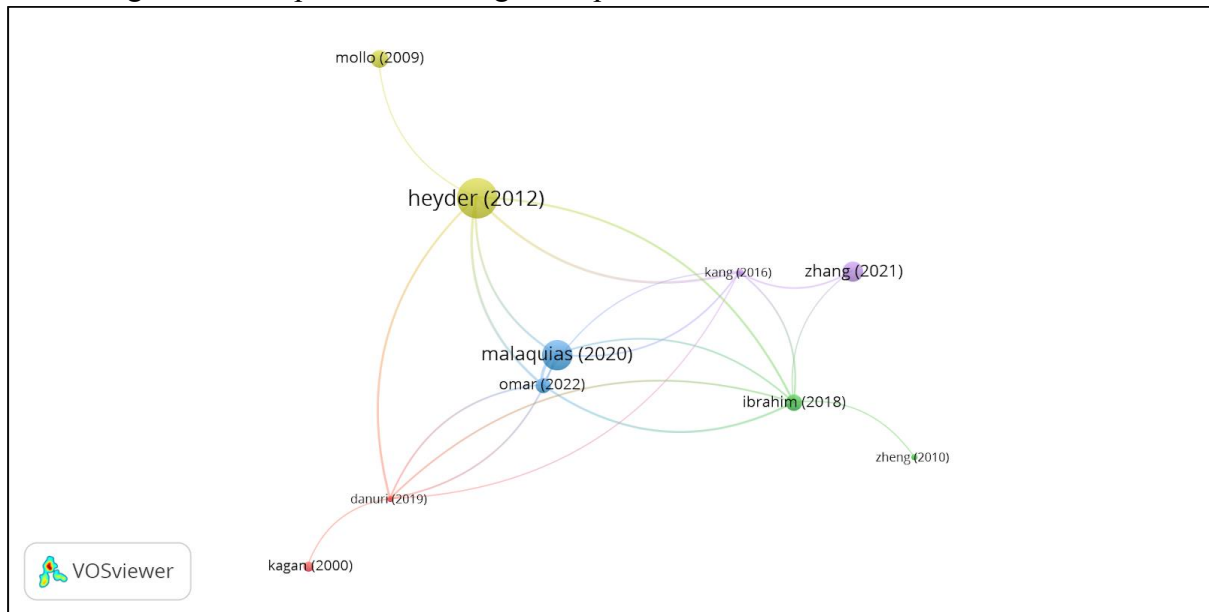 mollo (2009)
heyder (2012)
kang (2016)
zhang (2021)
malaquias (2020)
omar (2022)
ibrahim (2018)
zheng (2010)
danuri (2019)
kagan (2000)
VOSviewer